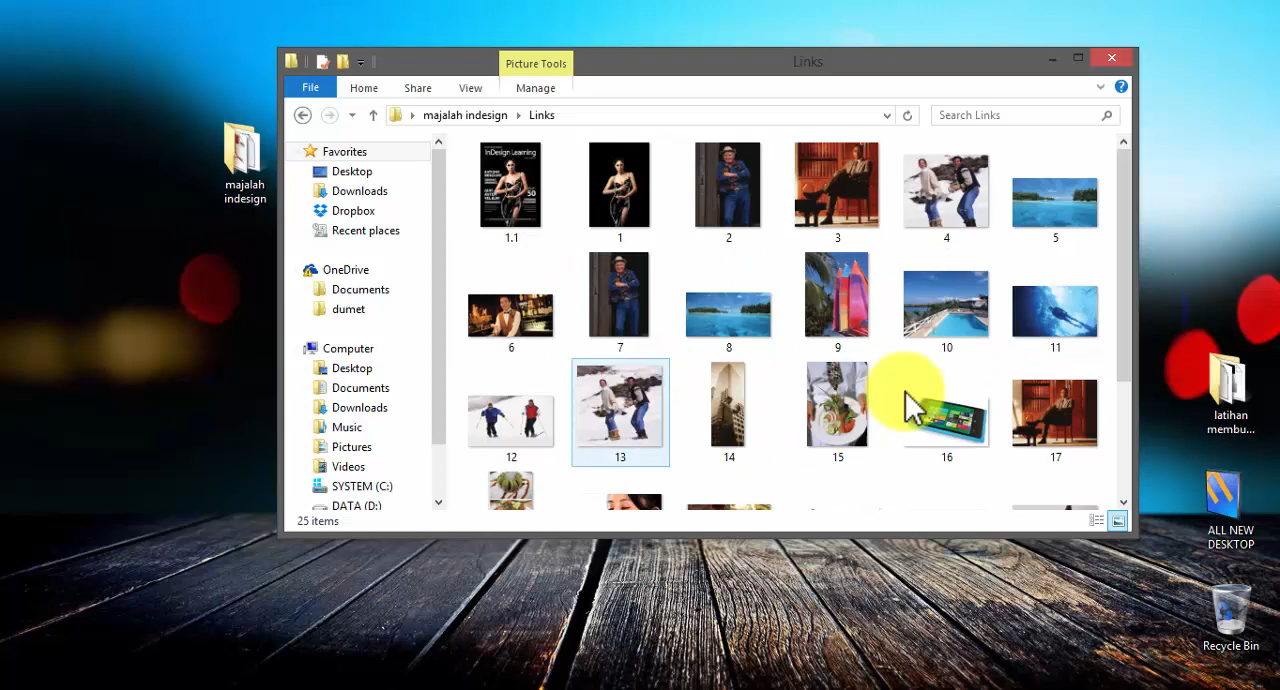 Picture Tools
Links
File
Home
Share
View
Manage
majalah indesign
Links
Search Links
Favorites
Desktop
Downloads
Dropbox
Recent places
OneDrive
Documents
dumet
Computer
Desktop
Documents
Downloads
Music
Pictures
Videos
SYSTEM (C:)
DATA (D:)
InDesign Learning
50
1.1
1
2
3
4
5
6
7
8
9
10
11
12
13
14
15
16
17
25 items
majalah
indesign
latihan
membu...
ALL NEW
DESKTOP
Recycle Bin